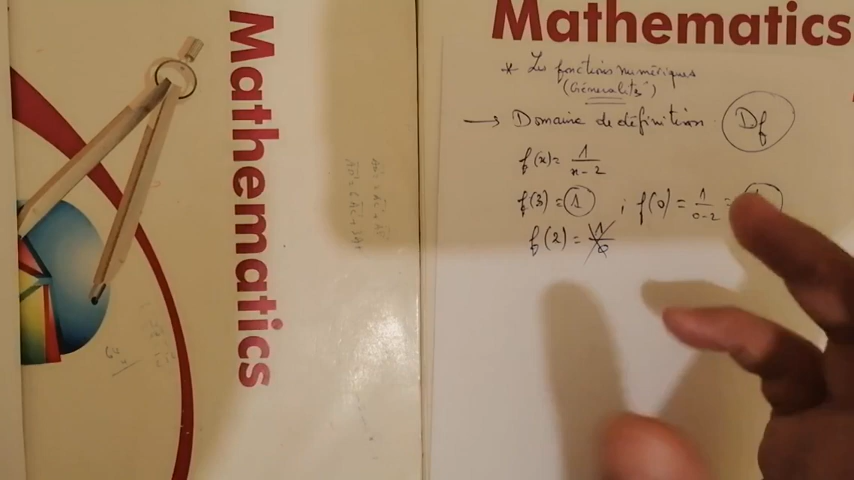 Mathematics
Mathematics
* Les fonctions numériques
(Généralités)
→ Domaine de définition Df
f(x) = 1/x-2
f(3) = 1 ; f(0) = 1/0-2 =
f(2) = 1/0